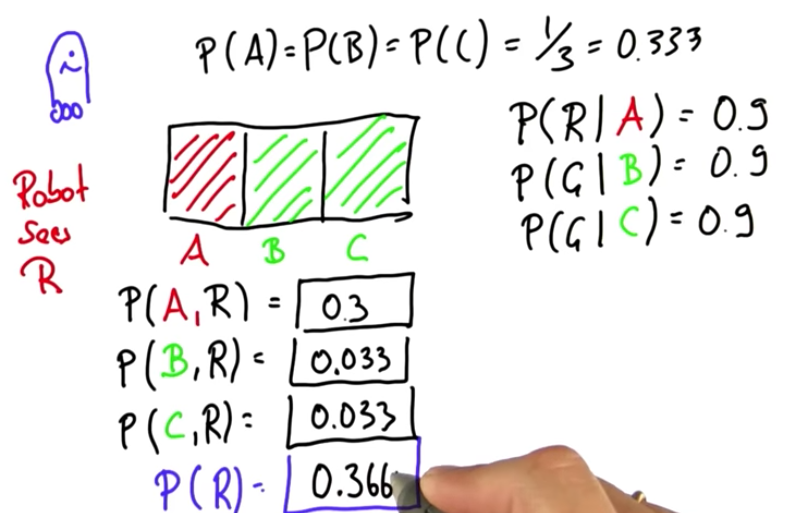 P(A)=P(B)=P(C) = 1/3 = 0.333
P(R|A) = 0.9
P(G|B) = 0.9
P(G|C) = 0.9
Robot
Sees
R
A B C
P(A,R) = 0.3
P(B,R) = 0.033
P(C,R) = 0.033
P(R) = 0.366